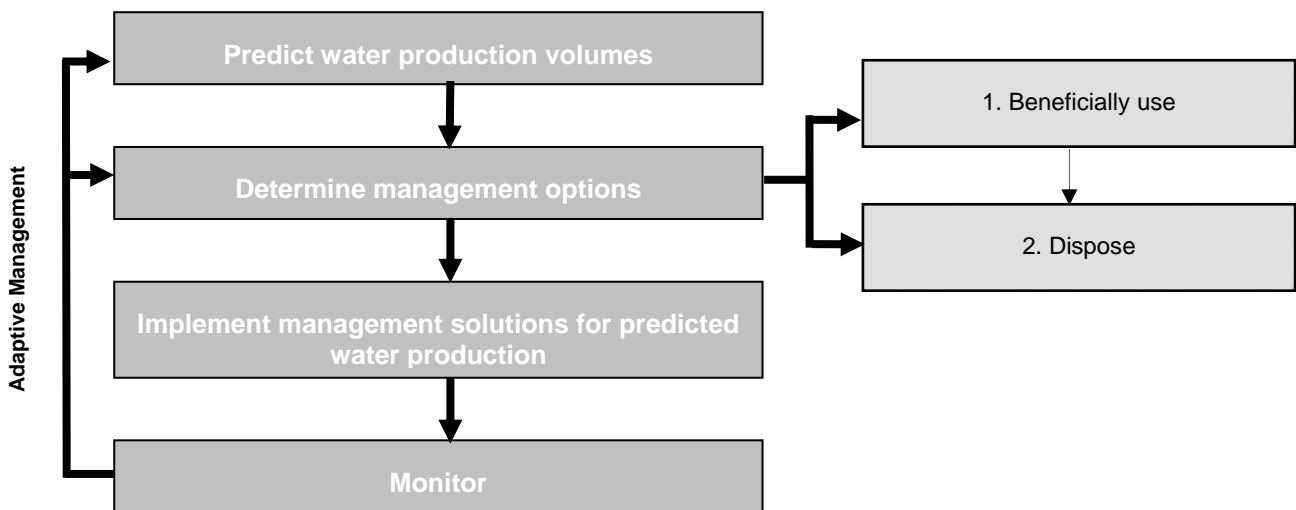 Predict water production volumes
1. Beneficially use
Determine management options
2. Dispose
Implement management solutions for predicted
water production
Monitor
Adaptive Management